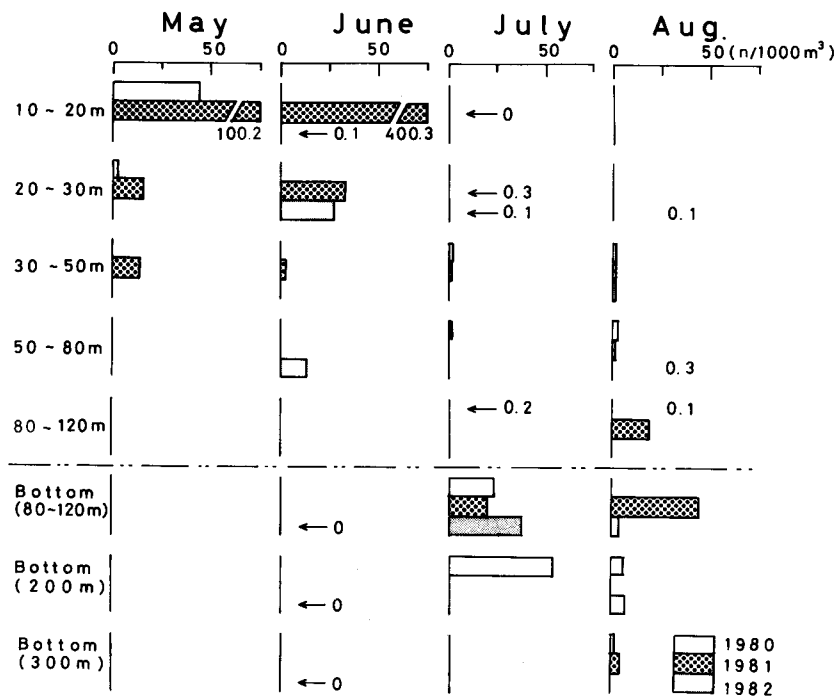 May June July Aug.
0 50 0 50 0 50 0 50 (n/1000m³)
10~20m ← 0
100.2 ← 0.1 400.3
20~30m ← 0.3
← 0.1 0.1
30~50m
50~80m
0.3
← 0.2 0.1
80~120m
Bottom
(80~120m)
← 0
Bottom
(200m)
← 0
Bottom
(300m)
← 0
1980
1981
1982